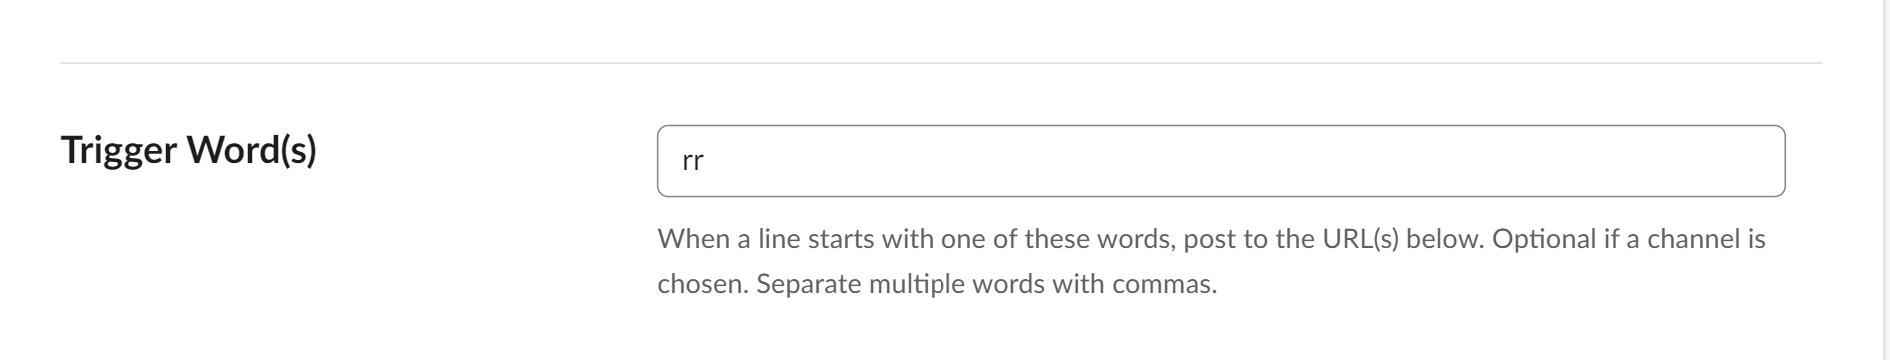 Trigger Word(s)
rr
When a line starts with one of these words, post to the URL(s) below. Optional if a channel is
chosen. Separate multiple words with commas.